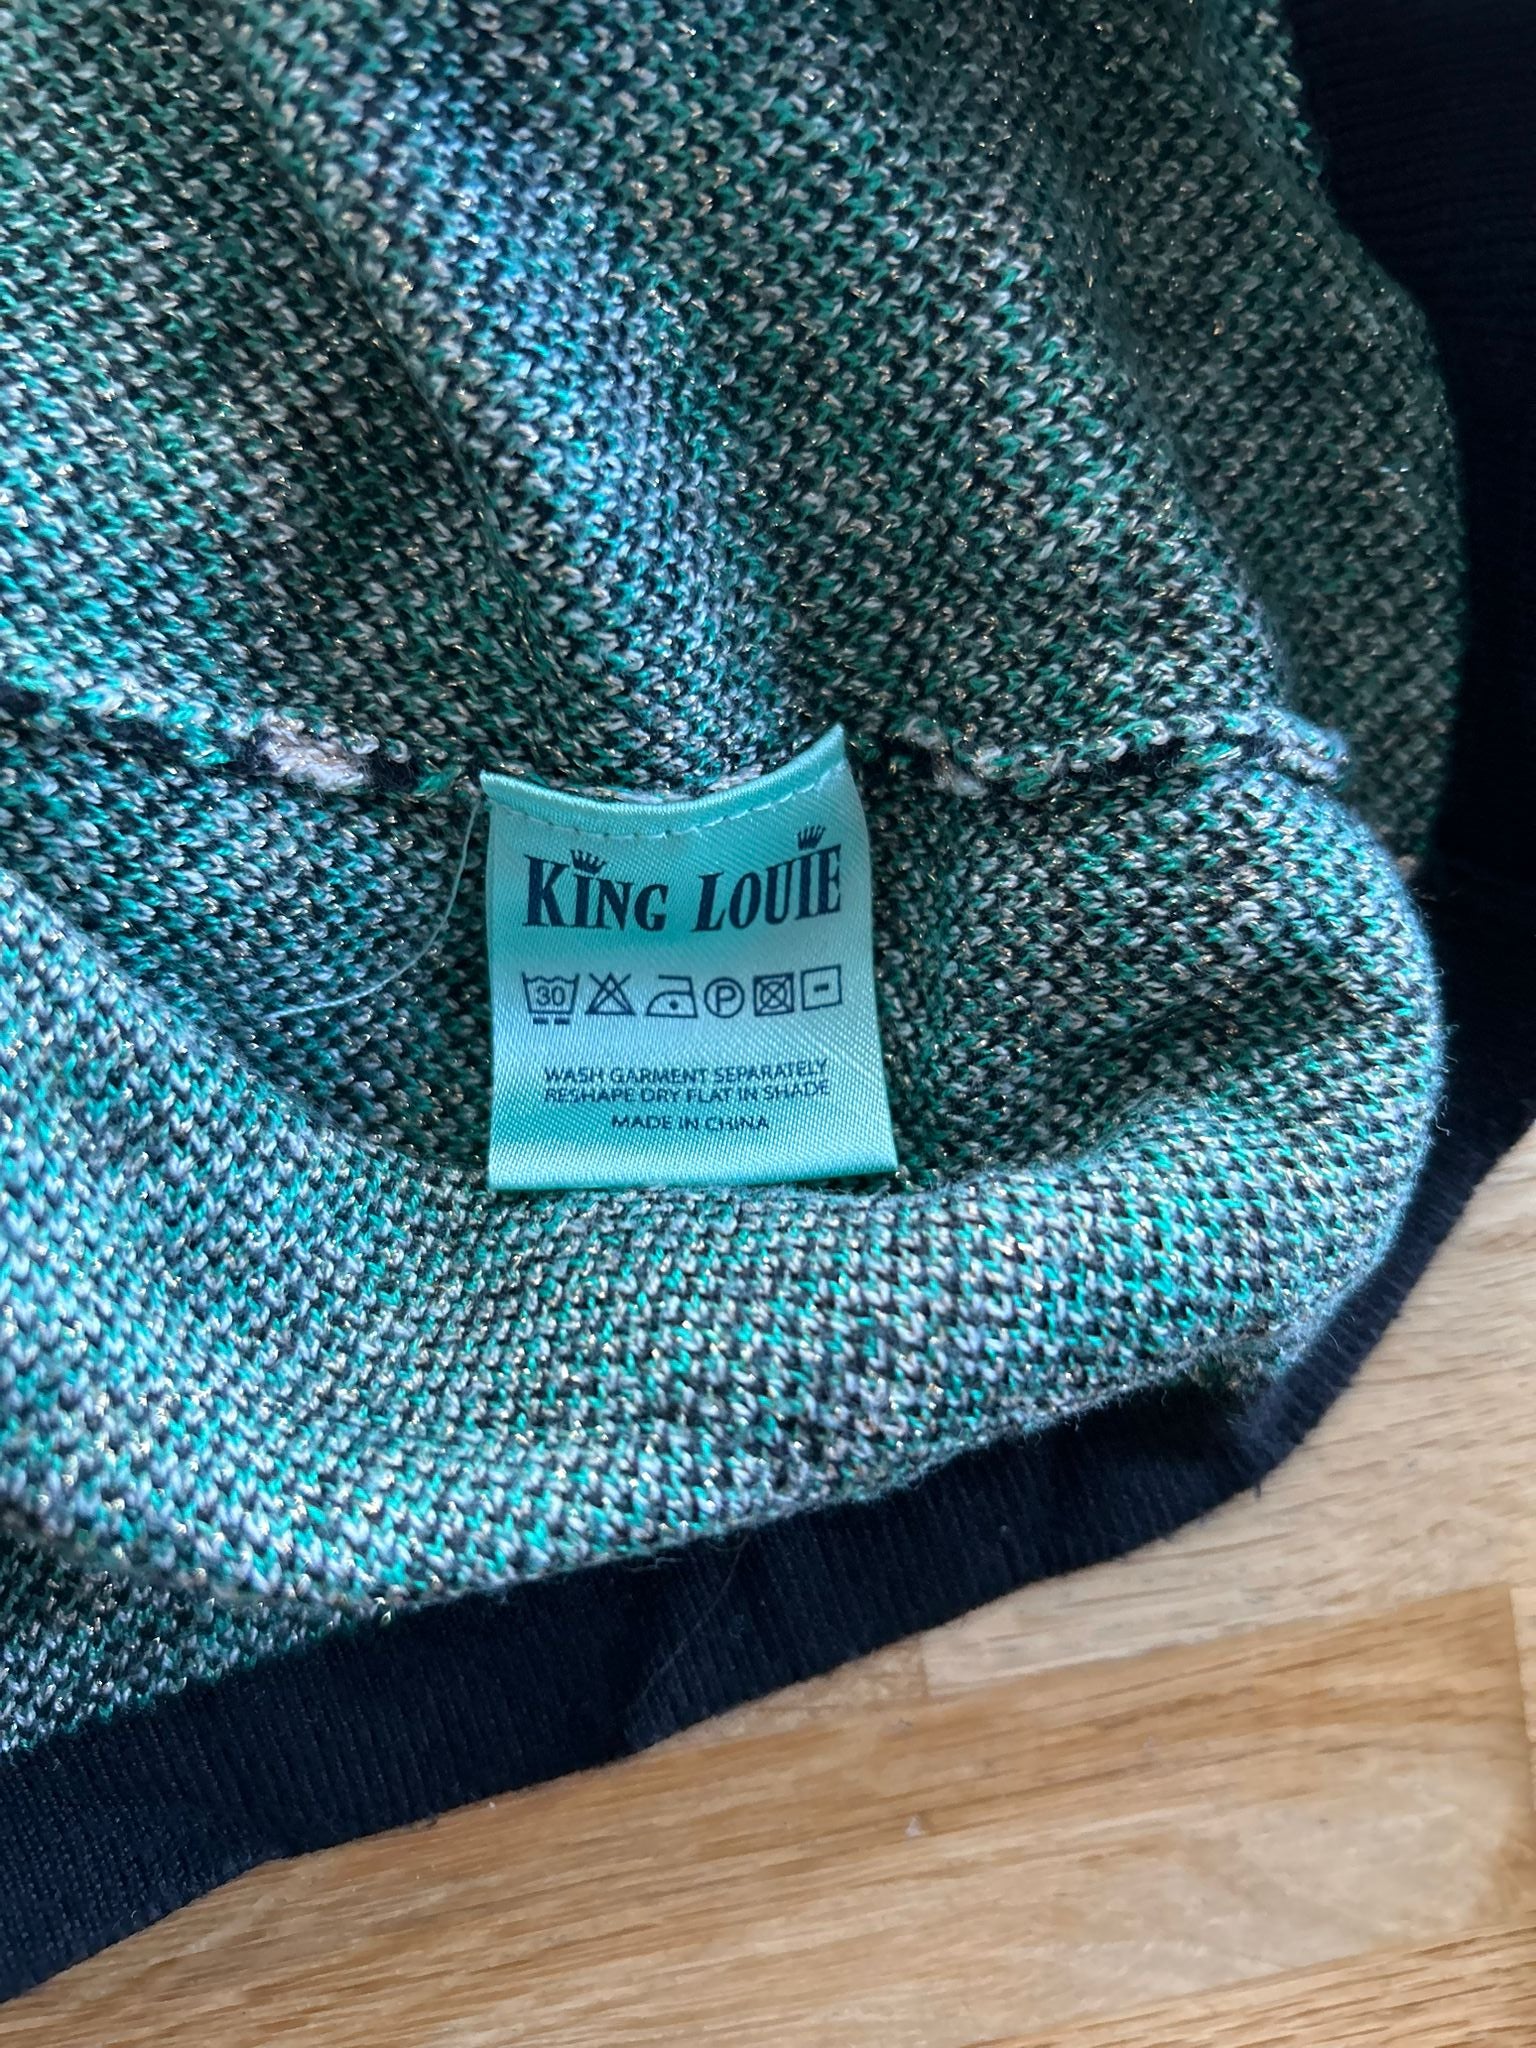 KING LOUIE
30 P
WASH GARMENT SEPARATELY
RESHAPE DRY FLAT IN SHADE
MADE IN CHINA